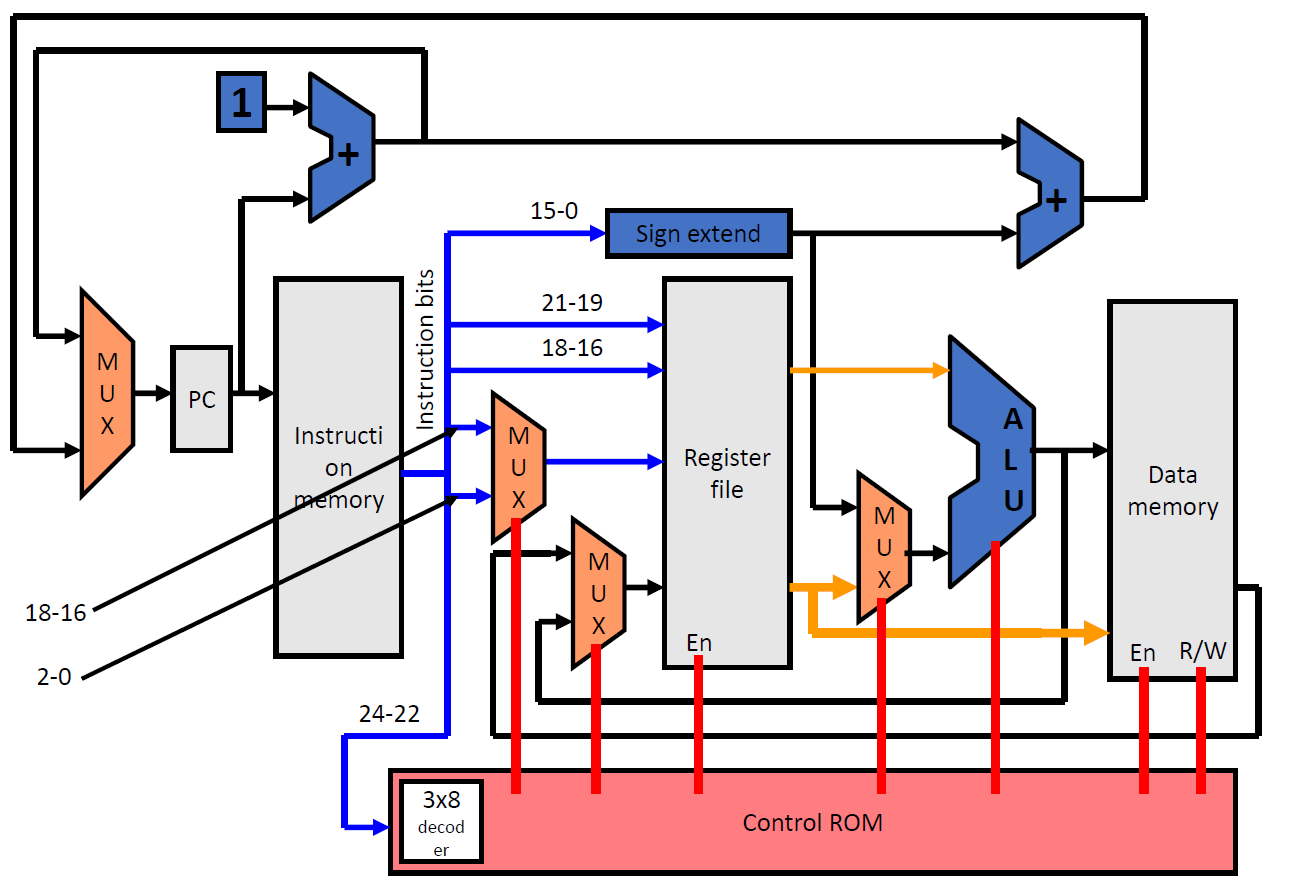 1
+
+
15-0
Sign extend
Instruction bits
21-19
18-16
M
U
X
PC
Instructi
on
memory
M
U
X
Register
file
En
A
L
U
M
U
X
M
U
X
Data
memory
En
R/W
18-16
2-0
24-22
3x8
decod
er
Control ROM